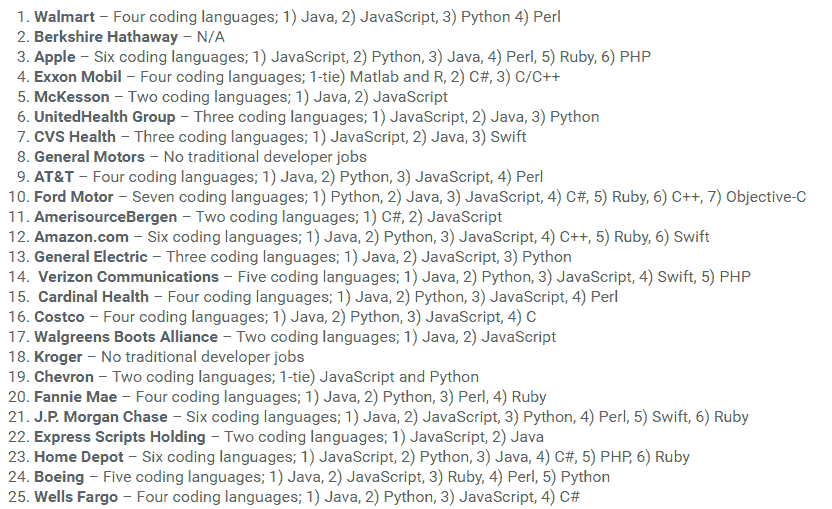 1. Walmart – Four coding languages; 1) Java, 2) JavaScript, 3) Python 4) Perl
2. Berkshire Hathaway – N/A
3. Apple – Six coding languages; 1) JavaScript, 2) Python, 3) Java, 4) Perl, 5) Ruby, 6) PHP
4. Exxon Mobil – Four coding languages; 1-tie) Matlab and R, 2) C#, 3) C/C++
5. McKesson – Two coding languages; 1) Java, 2) JavaScript
6. UnitedHealth Group – Three coding languages; 1) JavaScript, 2) Java, 3) Python
7. CVS Health – Three coding languages; 1) JavaScript, 2) Java, 3) Swift
8. General Motors – No traditional developer jobs
9. AT&T – Four coding languages; 1) Java, 2) Python, 3) JavaScript, 4) Perl
10. Ford Motor – Seven coding languages; 1) Python, 2) Java, 3) JavaScript, 4) C#, 5) Ruby, 6) C++, 7) Objective-C
11. AmerisourceBergen – Two coding languages; 1) C#, 2) JavaScript
12. Amazon.com – Six coding languages; 1) Java, 2) Python, 3) JavaScript, 4) C++, 5) Ruby, 6) Swift
13. General Electric – Three coding languages; 1) Java, 2) JavaScript, 3) Python
14. Verizon Communications – Five coding languages; 1) Java, 2) Python, 3) JavaScript, 4) Swift, 5) PHP
15. Cardinal Health – Four coding languages; 1) Java, 2) Python, 3) JavaScript, 4) Perl
16. Costco – Four coding languages; 1) Java, 2) Python, 3) JavaScript, 4) C
17. Walgreens Boots Alliance – Two coding languages; 1) Java, 2) JavaScript
18. Kroger – No traditional developer jobs
19. Chevron – Two coding languages; 1-tie) JavaScript and Python
20. Fannie Mae – Four coding languages; 1) Java, 2) Python, 3) Perl, 4) Ruby
21. J.P. Morgan Chase – Six coding languages; 1) Java, 2) JavaScript, 3) Python, 4) Perl, 5) Swift, 6) Ruby
22. Express Scripts Holding – Two coding languages; 1) JavaScript, 2) Java
23. Home Depot – Six coding languages; 1) JavaScript, 2) Python, 3) Java, 4) C#, 5) PHP, 6) Ruby
24. Boeing – Five coding languages; 1) Java, 2) JavaScript, 3) Ruby, 4) Perl, 5) Python
25. Wells Fargo – Four coding languages; 1) Java, 2) Python, 3) JavaScript, 4) C#